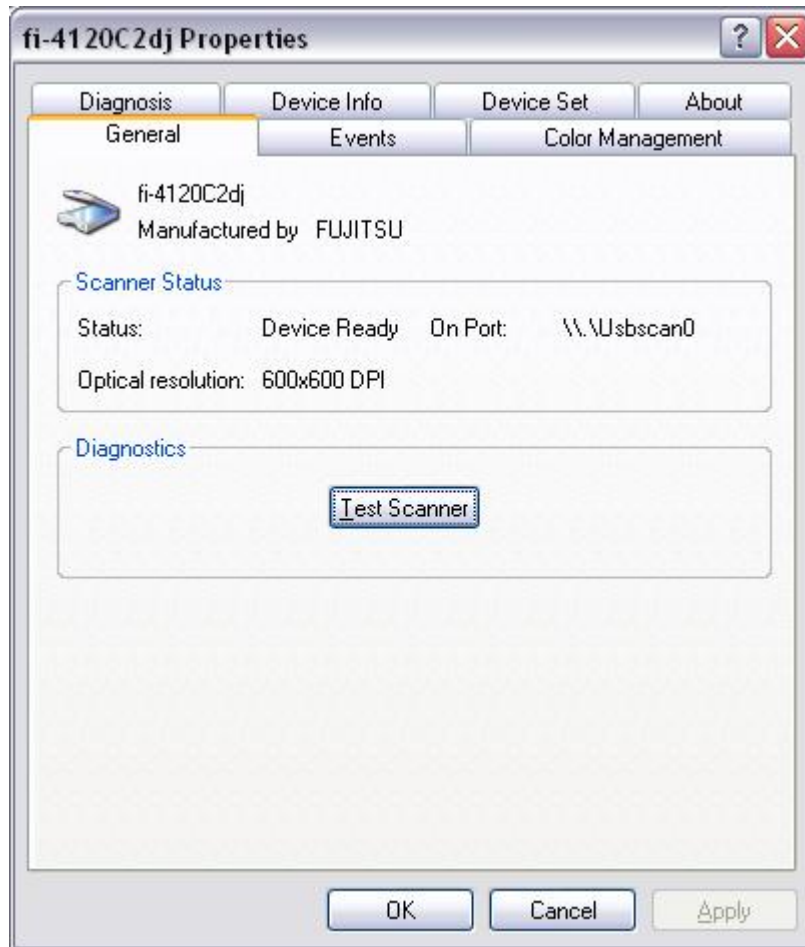 fi-4120C2dj Properties
Diagnosis Device Info Device Set About
General Events Color Management
fi-4120C2dj
Manufactured by FUJITSU
Scanner Status
Status: Device Ready On Port: \\.\Usbscan0
Optical resolution: 600x600 DPI
Diagnostics
Test Scanner
OK Cancel Apply